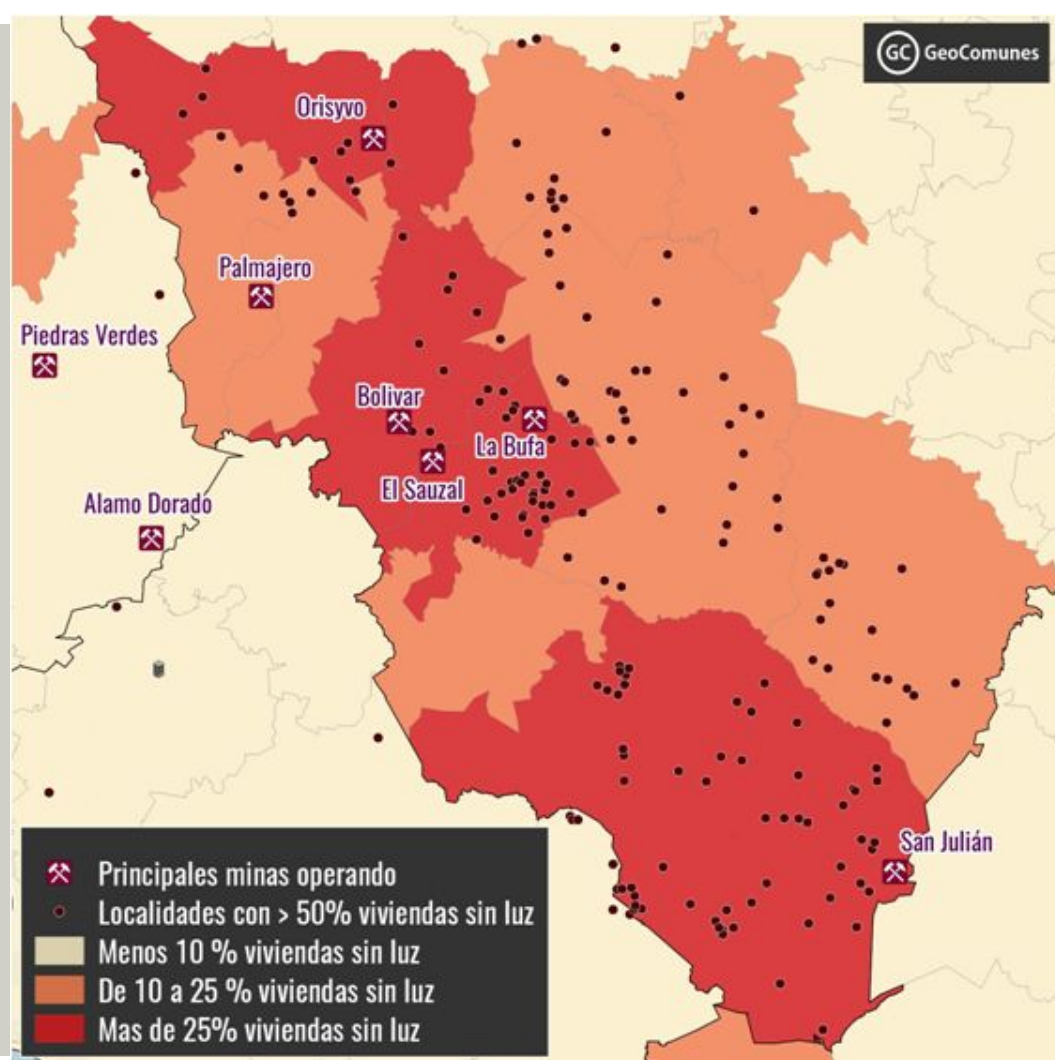 GC GeoComunes
Orisyvo
Palmajero
Piedras Verdes
Bolivar
La Bufa
El Sauzal
Alamo Dorado
San Julián
Principales minas operando
Localidades con > 50% viviendas sin luz
Menos 10 % viviendas sin luz
De 10 a 25 % viviendas sin luz
Mas de 25% viviendas sin luz